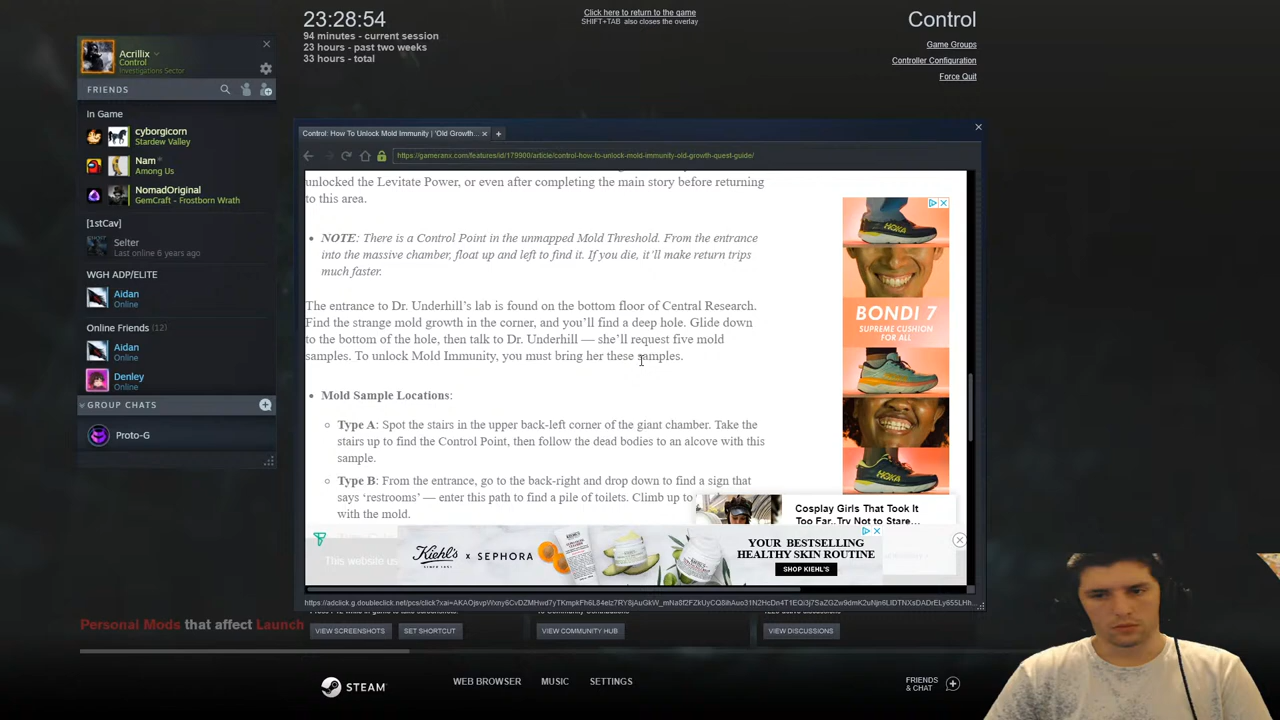 23:28:54
94 minutes - current session
23 hours - past two weeks
33 hours - total
Click here to return to the game
SHIFT+TAB also closes the overlay
Control
Game Groups
Controller Configuration
Force Quit
Acrillix
Control
Investigations Sector
FRIENDS
In Game
cyborgicorn
Stardew Valley
Nam *
Among Us
NomadOriginal
GemCraft - Frostborn Wrath
[1stCav]
Selter
Last online 6 years ago
WGH ADP/ELITE
Aidan
Online
Online Friends (12)
Aidan
Online
Denley
Online
GROUP CHATS
Proto-G
Control: How To Unlock Mold Immunity | 'Old Growth...
https://gameranx.com/features/id/179900/article/control-how-to-unlock-mold-immunity-old-growth-quest-guide/
unlocked the Levitate Power, or even after completing the main story before returning
to this area.
NOTE: There is a Control Point in the unmapped Mold Threshold. From the entrance
into the massive chamber, float up and left to find it. If you die, it'll make return trips
much faster.
The entrance to Dr. Underhill's lab is found on the bottom floor of Central Research.
Find the strange mold growth in the corner, and you'll find a deep hole. Glide down
to the bottom of the hole, then talk to Dr. Underhill — she'll request five mold
samples. To unlock Mold Immunity, you must bring her these samples.
Mold Sample Locations:
Type A: Spot the stairs in the upper back-left corner of the giant chamber. Take the
stairs up to find the Control Point, then follow the dead bodies to an alcove with this
sample.
Type B: From the entrance, go to the back-right and drop down to find a sign that
says 'restrooms' — enter this path to find a pile of toilets. Climb up to
with the mold.
This website us
HOKA
BONDI 7
SUPREME CUSHION
FOR ALL
Cosplay Girls That Took It
Too Far..Try Not to Stare...
Kiehl's
SINCE 1851
x SEPHORA
YOUR BESTSELLING
HEALTHY SKIN ROUTINE
SHOP KIEHL'S
Personal Mods that affect Launch
VIEW SCREENSHOTS
SET SHORTCUT
VIEW COMMUNITY HUB
VIEW DISCUSSIONS
STEAM
WEB BROWSER
MUSIC
SETTINGS
FRIENDS
& CHAT